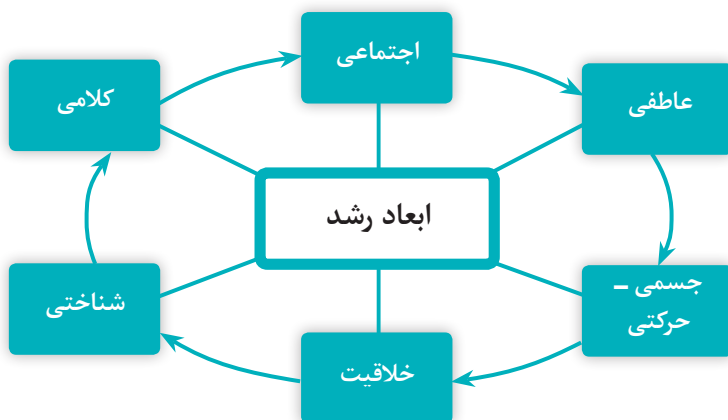 اجتماعی
عاطفی
کلامی
ابعاد رشد
جسمی ـ
حرکتی
شناختی
خلاقیت